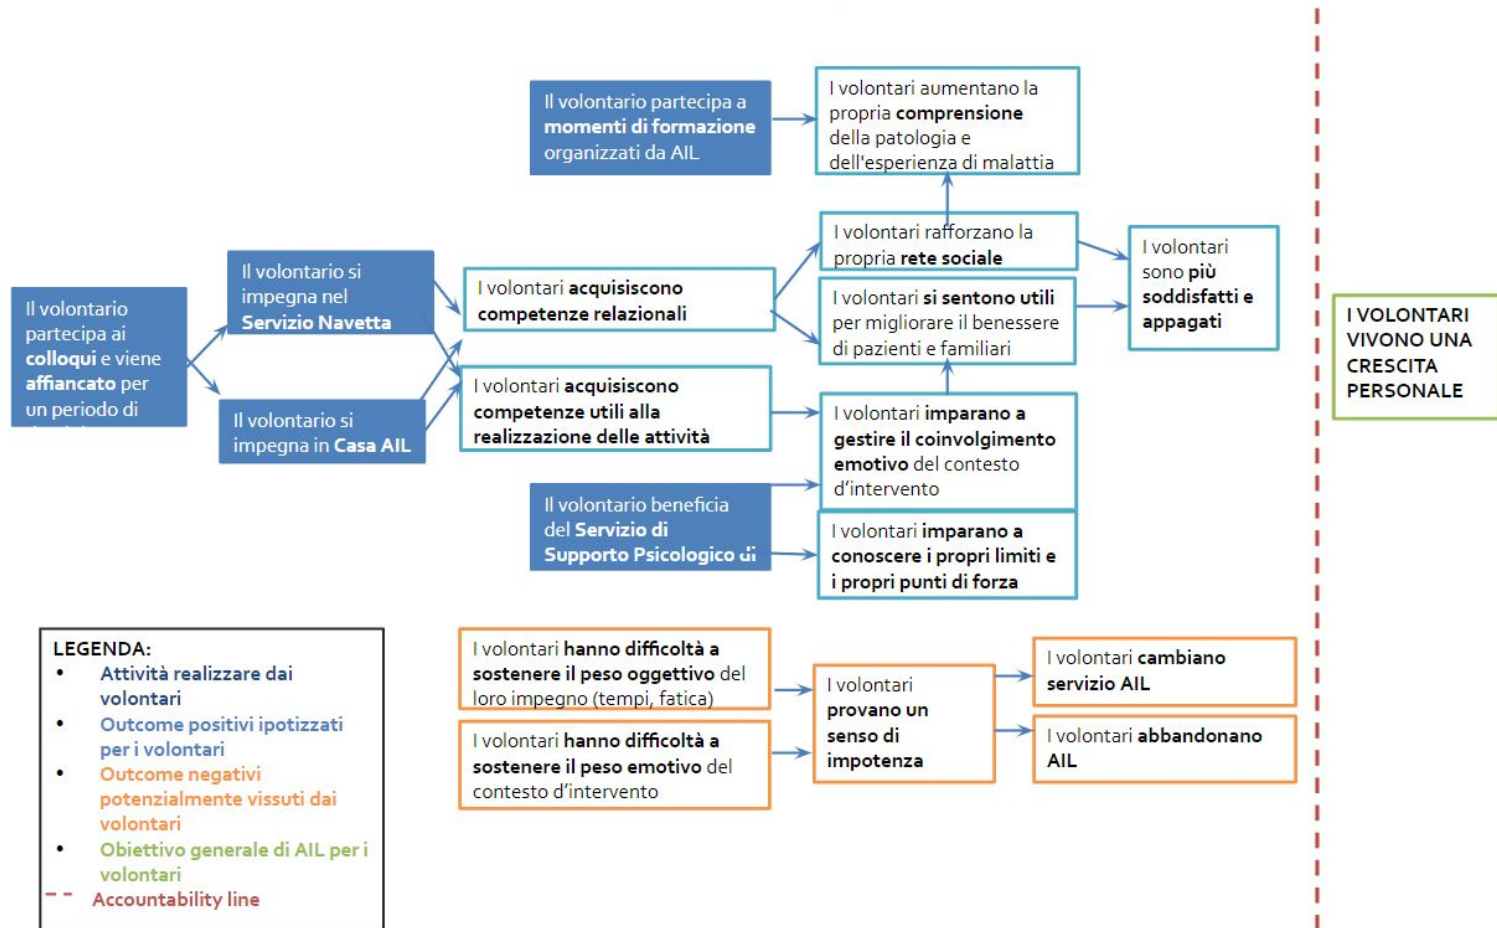 Il volontario
partecipa ai
colloqui e viene
affiancato per
un periodo di
Il volontario si
impegna nel
Servizio Navetta
Il volontario si
impegna in Casa AIL
I volontari acquisiscono
competenze relazionali
I volontari acquisiscono
competenze utili alla
realizzazione delle attività
Il volontario partecipa a
momenti di formazione
organizzati da AIL
Il volontario beneficia
del Servizio di
Supporto Psicologico di
I volontari aumentano la
propria comprensione
della patologia e
dell'esperienza di malattia
I volontari rafforzano la
propria rete sociale
I volontari si sentono utili
per migliorare il benessere
di pazienti e familiari
I volontari imparano a
gestire il coinvolgimento
emotivo del contesto
d’intervento
I volontari imparano a
conoscere i propri limiti e
i propri punti di forza
I volontari
sono più
soddisfatti e
appagati
I VOLONTARI
VIVONO UNA
CRESCITA
PERSONALE
I volontari hanno difficoltà a
sostenere il peso oggettivo del
loro impegno (tempi, fatica)
I volontari hanno difficoltà a
sostenere il peso emotivo del
contesto d’intervento
I volontari
provano un
senso di
impotenza
I volontari cambiano
servizio AIL
I volontari abbandonano
AIL
LEGENDA:
• Attività realizzare dai
volontari
• Outcome positivi ipotizzati
per i volontari
• Outcome negativi
potenzialmente vissuti dai
volontari
• Obiettivo generale di AIL per i
volontari
Accountability line